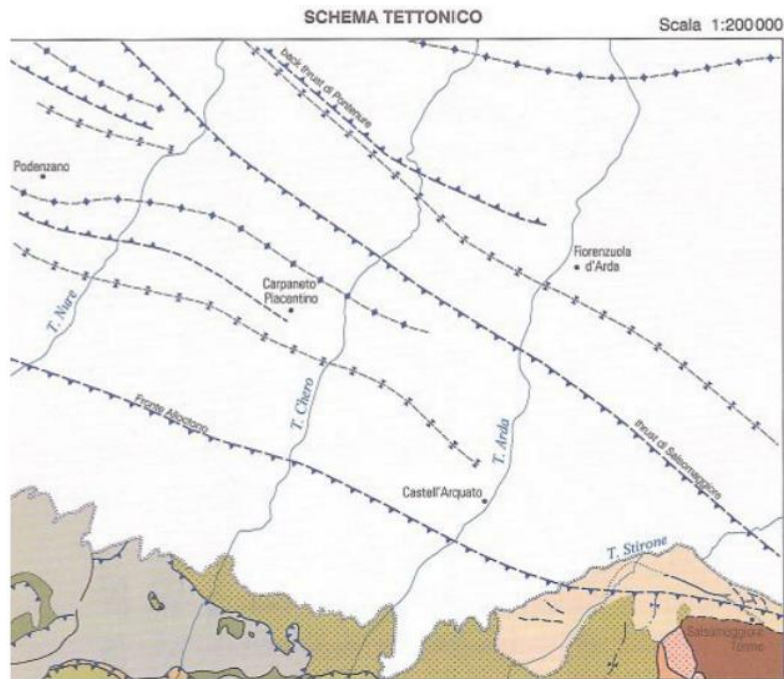 SCHEMA TETTONICO
Scala 1:200000
back thrust di Pontenure
Podenzano
Fiorenzuola
d'Arda
Carpaneto
Piacentino
T. Nure
T. Chero
Fronte Alloctono
T. Arda
thrust di Salsomaggiore
Castell'Arquato
T. Stirone
Salsomaggiore
Terme